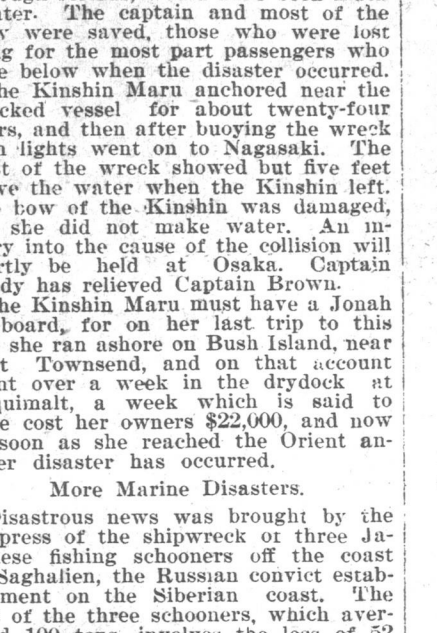 ater. The captain and most of the
were saved, those who were lost
g for the most part passengers who
e below when the disaster occurred.
he Kinshin Maru anchored near the
cked vessel for about twenty-four
rs, and then after buoying the wreck
lights went on to Nagasaki. The
t of the wreck showed but five feet
ve the water when the Kinshin left.
bow of the Kinshin was damaged,
she did not make water. An in-
ry into the cause of the collision will
rtly be held at Osaka. Captain
dy has relieved Captain Brown.
he Kinshin Maru must have a Jonah
board, for on her last trip to this
she ran ashore on Bush Island, near
t Townsend, and on that account
nt over a week in the drydock at
quimalt, a week which is said to
e cost her owners $22,000, and now
soon as she reached the Orient an-
er disaster has occurred.
More Marine Disasters.
isastrous news was brought by the
press of the shipwreck of three Ja-
ese fishing schooners off the coast
Saghalien, the Russian convict estab-
ment on the Siberian coast. The
of the three schooners, which aver-
100 tons, involves the loss of 52